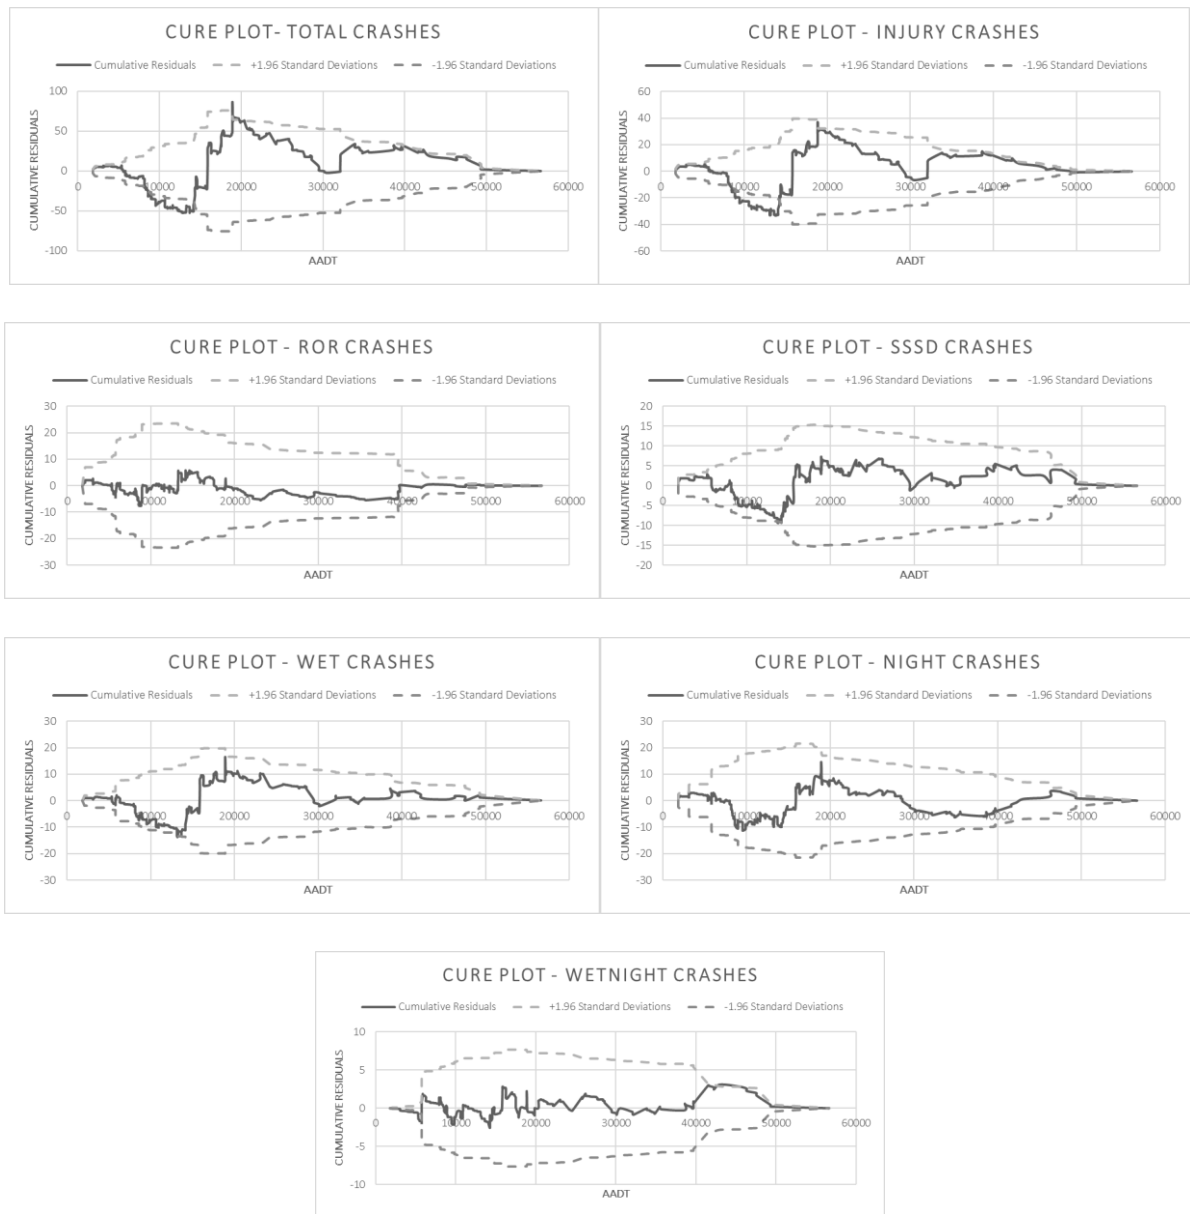 CURE PLOT- TOTAL CRASHES
Cumulative Residuals +1.96 Standard Deviations -1.96 Standard Deviations
CUMULATIVE RESIDUALS
100
50
0
-50
-100
0 10000 20000 30000 40000 50000 60000
AADT
CURE PLOT - INJURY CRASHES
Cumulative Residuals +1.96 Standard Deviations -1.96 Standard Deviations
CUMULATIVE RESIDUALS
60
40
20
0
-20
-40
-60
0 10000 20000 30000 40000 50000 60000
AADT
CURE PLOT - ROR CRASHES
Cumulative Residuals +1.96 Standard Deviations -1.96 Standard Deviations
CUMULATIVE RESIDUALS
30
20
10
0
-10
-20
-30
0 10000 20000 30000 40000 50000 60000
AADT
CURE PLOT - SSSD CRASHES
Cumulative Residuals +1.96 Standard Deviations -1.96 Standard Deviations
CUMULATIVE RESIDUALS
20
15
10
5
0
-5
-10
-15
-20
0 10000 20000 30000 40000 50000 60000
AADT
CURE PLOT - WET CRASHES
Cumulative Residuals +1.96 Standard Deviations -1.96 Standard Deviations
CUMULATIVE RESIDUALS
30
20
10
0
-10
-20
-30
0 10000 20000 30000 40000 50000 60000
AADT
CURE PLOT - NIGHT CRASHES
Cumulative Residuals +1.96 Standard Deviations -1.96 Standard Deviations
CUMULATIVE RESIDUALS
30
20
10
0
-10
-20
-30
0 10000 20000 30000 40000 50000 60000
AADT
CURE PLOT - WETNIGHT CRASHES
Cumulative Residuals +1.96 Standard Deviations -1.96 Standard Deviations
CUMULATIVE RESIDUALS
10
5
0
-5
-10
0 10000 20000 30000 40000 50000 60000
AADT